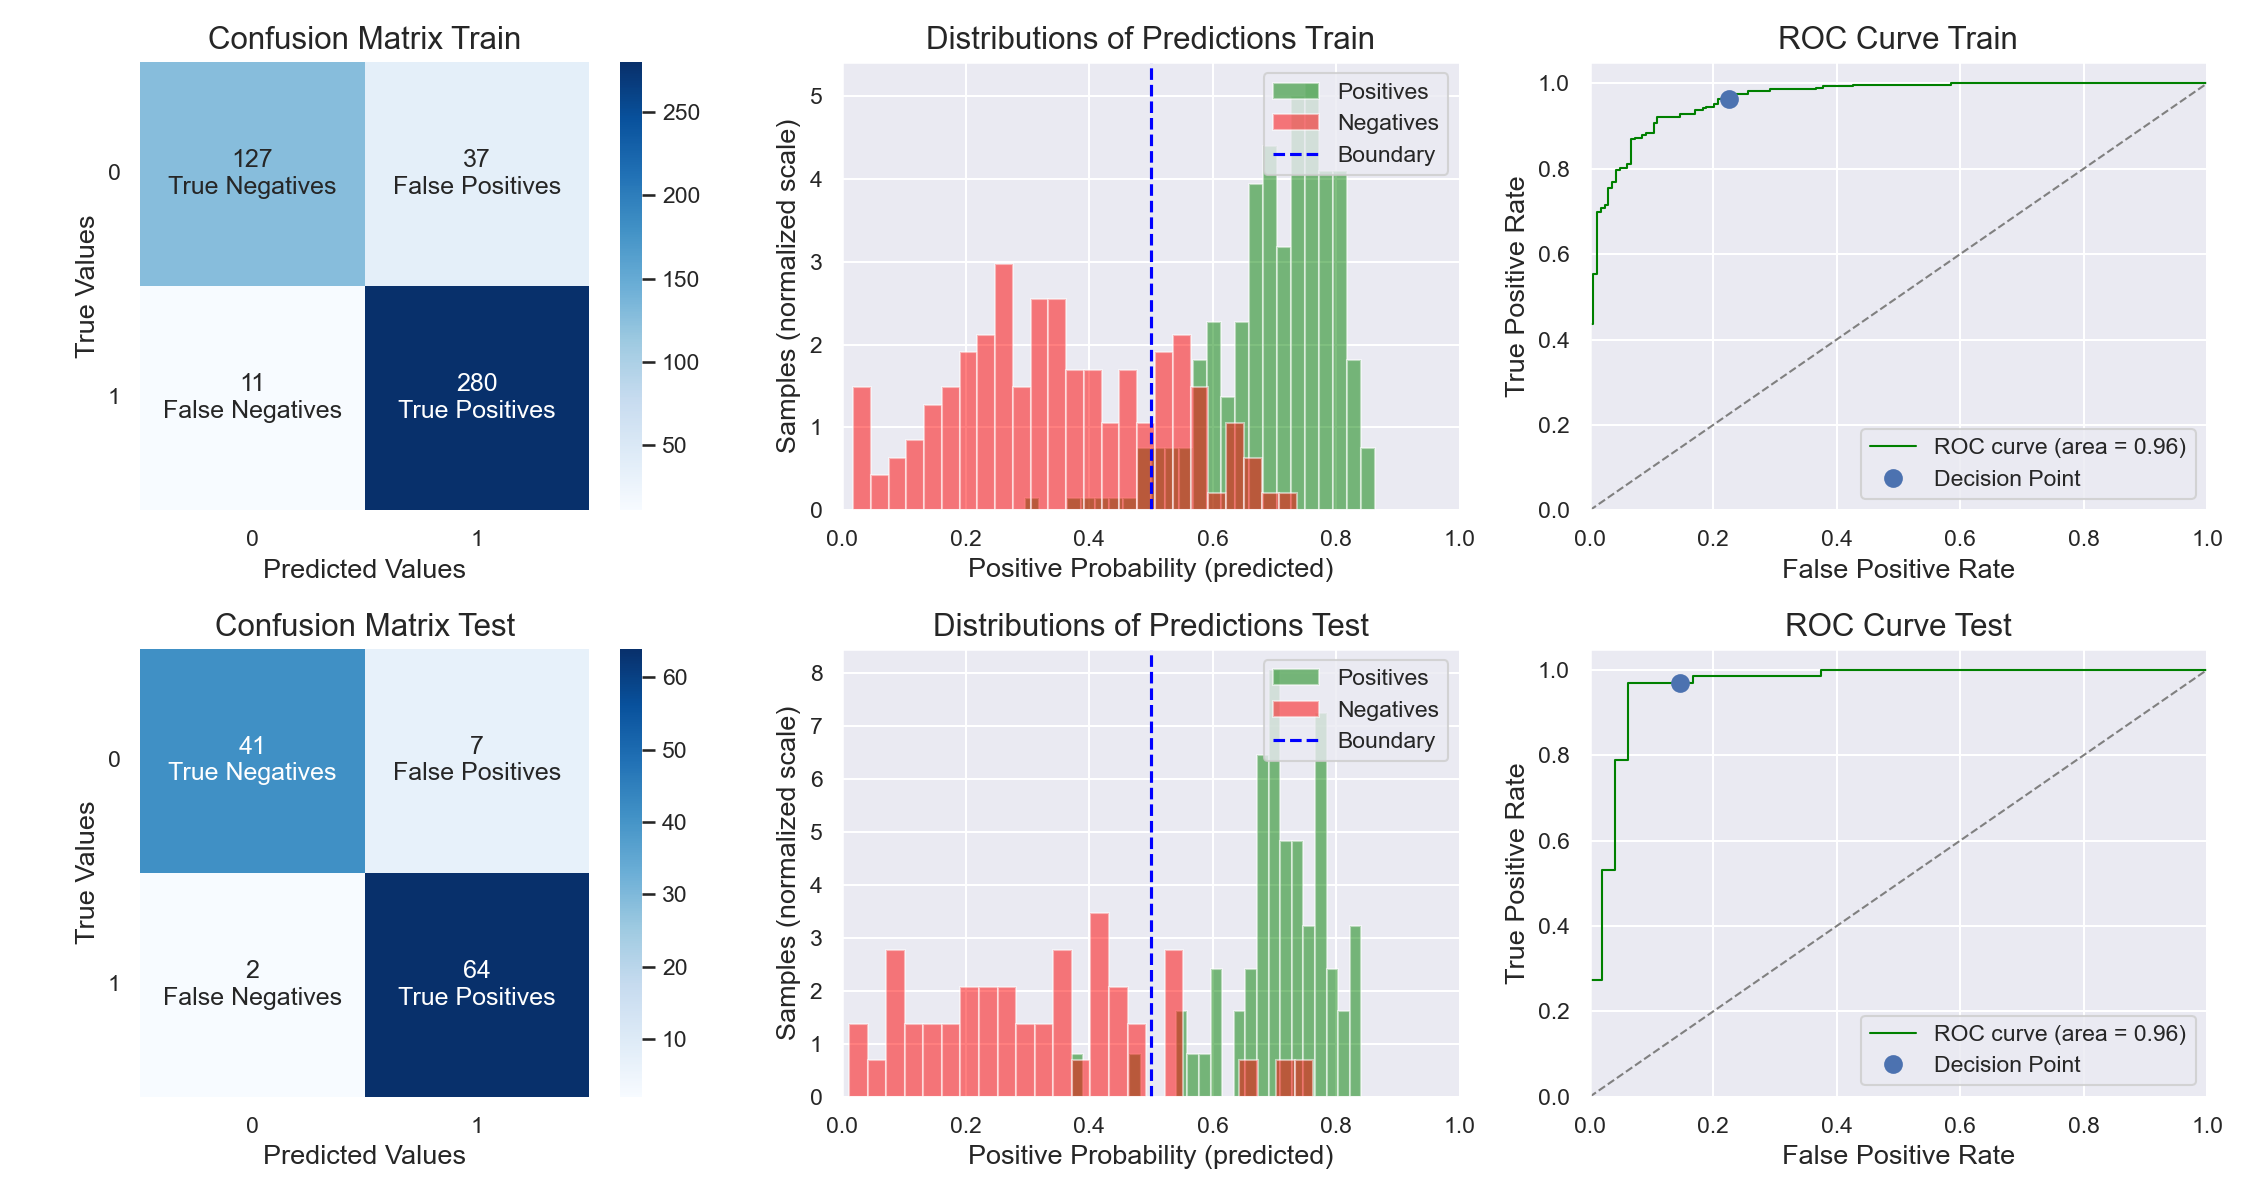 Confusion Matrix Train
True Values
0
1
127
True Negatives
37
False Positives
11
False Negatives
280
True Positives
0
1
Predicted Values
250
200
150
100
50
Distributions of Predictions Train
Samples (normalized scale)
5
4
3
2
1
0
Positives
Negatives
Boundary
0.0
0.2
0.4
0.6
0.8
1.0
Positive Probability (predicted)
ROC Curve Train
True Positive Rate
1.0
0.8
0.6
0.4
0.2
0.0
ROC curve (area = 0.96)
Decision Point
0.0
0.2
0.4
0.6
0.8
1.0
False Positive Rate
Confusion Matrix Test
True Values
0
1
41
True Negatives
7
False Positives
2
False Negatives
64
True Positives
0
1
Predicted Values
60
50
40
30
20
10
Distributions of Predictions Test
Samples (normalized scale)
8
7
6
5
4
3
2
1
0
Positives
Negatives
Boundary
0.0
0.2
0.4
0.6
0.8
1.0
Positive Probability (predicted)
ROC Curve Test
True Positive Rate
1.0
0.8
0.6
0.4
0.2
0.0
ROC curve (area = 0.96)
Decision Point
0.0
0.2
0.4
0.6
0.8
1.0
False Positive Rate